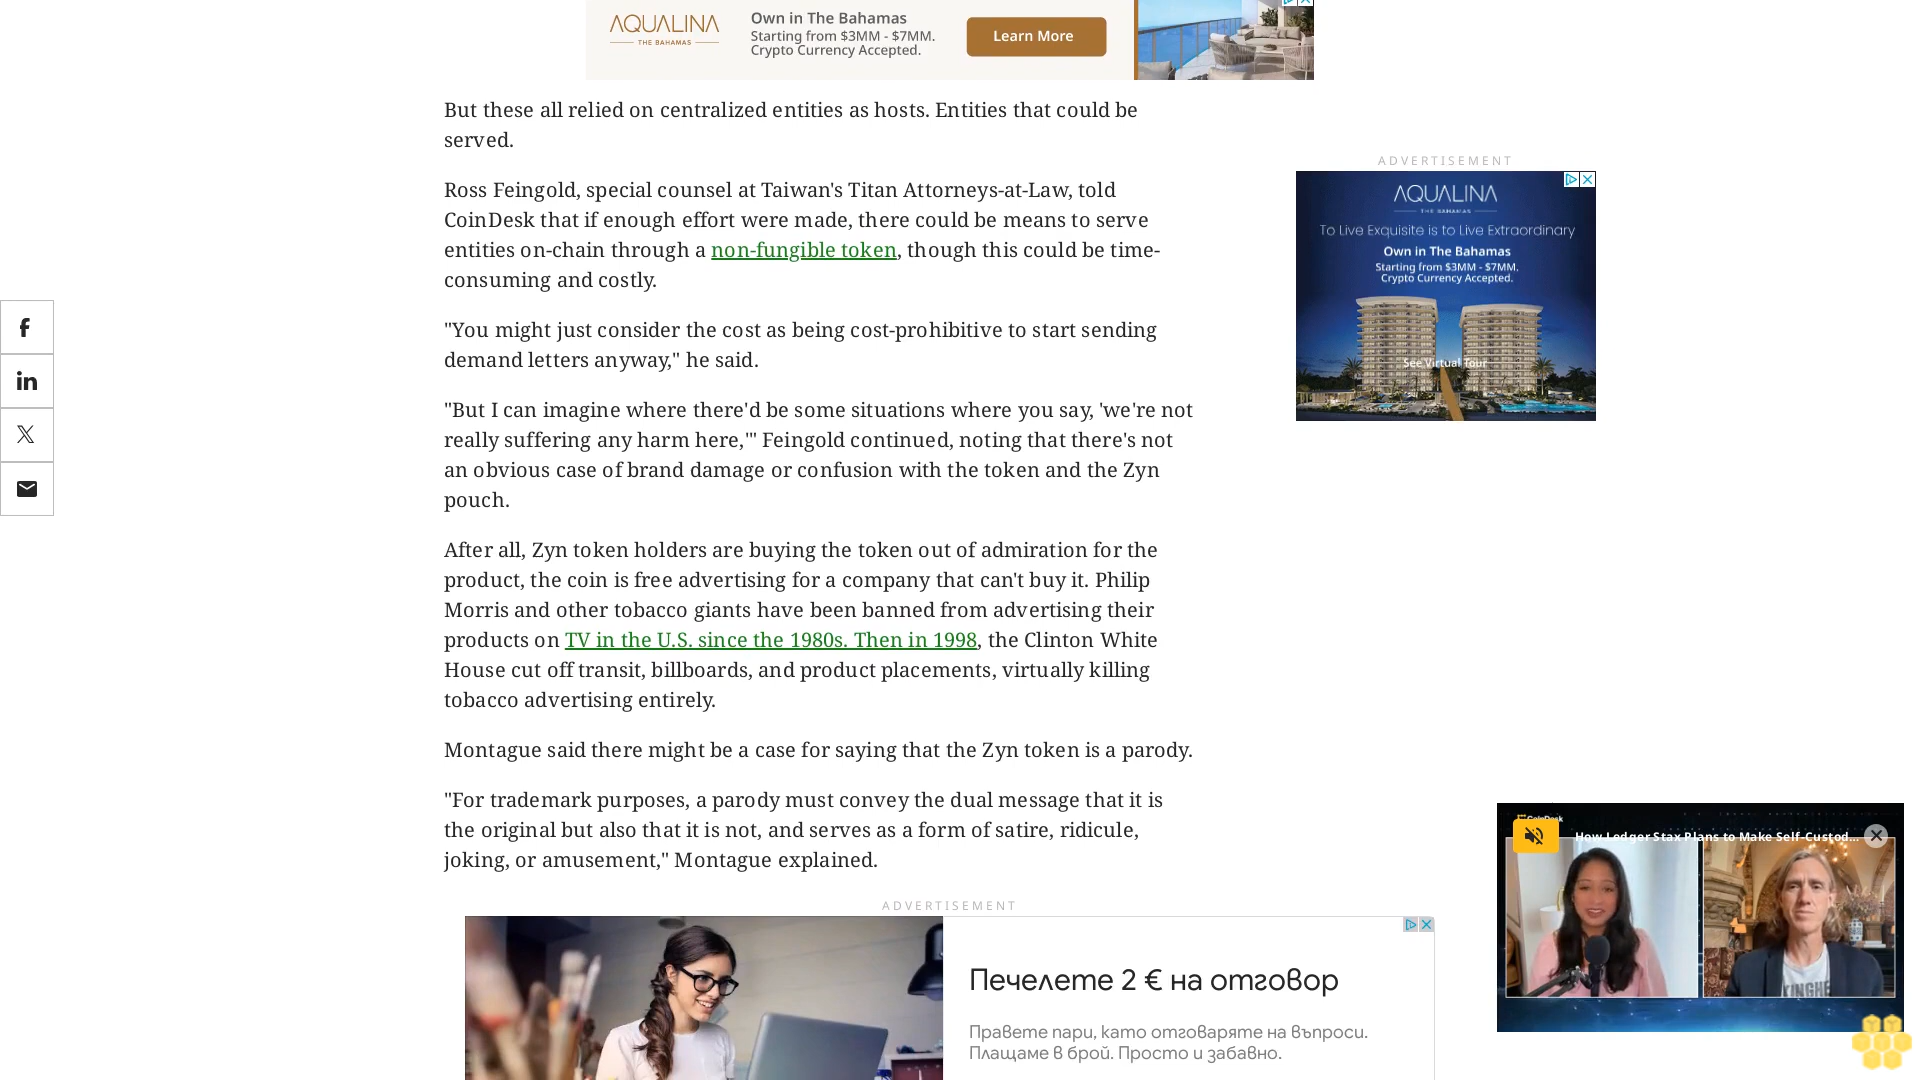 AQUALINA
THE BAHAMAS
Own in The Bahamas
Starting from $3MM - $7MM.
Crypto Currency Accepted.
Learn More
But these all relied on centralized entities as hosts. Entities that could be
served.
Ross Feingold, special counsel at Taiwan's Titan Attorneys-at-Law, told
CoinDesk that if enough effort were made, there could be means to serve
entities on-chain through a non-fungible token, though this could be time-
consuming and costly.
"You might just consider the cost as being cost-prohibitive to start sending
demand letters anyway," he said.
"But I can imagine where there'd be some situations where you say, 'we're not
really suffering any harm here,'" Feingold continued, noting that there's not
an obvious case of brand damage or confusion with the token and the Zyn
pouch.
After all, Zyn token holders are buying the token out of admiration for the
product, the coin is free advertising for a company that can't buy it. Philip
Morris and other tobacco giants have been banned from advertising their
products on TV in the U.S. since the 1980s. Then in 1998, the Clinton White
House cut off transit, billboards, and product placements, virtually killing
tobacco advertising entirely.
Montague said there might be a case for saying that the Zyn token is a parody.
"For trademark purposes, a parody must convey the dual message that it is
the original but also that it is not, and serves as a form of satire, ridicule,
joking, or amusement," Montague explained.
ADVERTISEMENT
AQUALINA
THE BAHAMAS
To Live Exquisite is to Live Extraordinary
Own in The Bahamas
Starting from $3MM - $7MM.
Crypto Currency Accepted.
See Virtual Tour
ADVERTISEMENT
Печелете 2 € на отговор
Правете пари, като отговаряте на въпроси.
Плащаме в брой. Просто и забавно.
CoinDesk
How Ledger Stax Plans to Make Self-Custod...